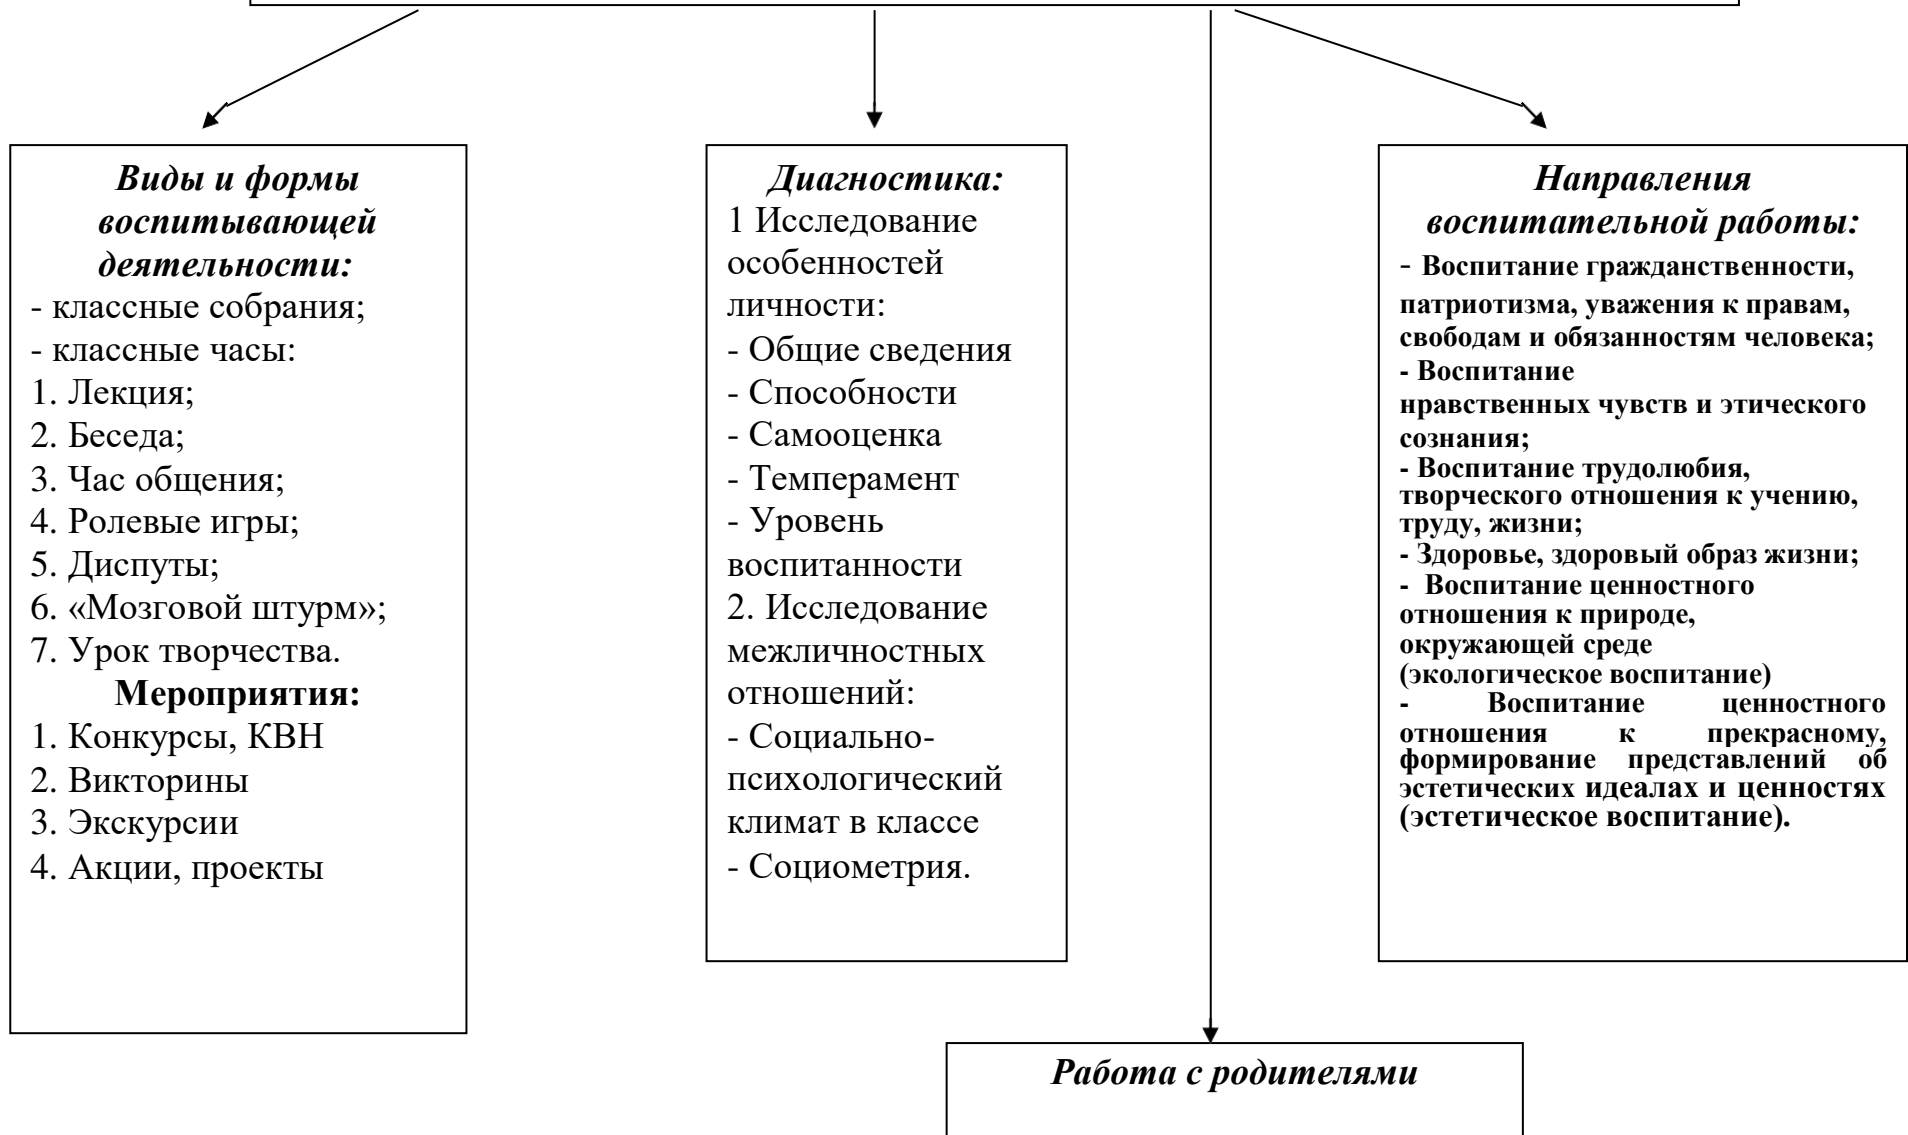 Виды и формы
воспитывающей
деятельности:
- классные собрания;
- классные часы:
1. Лекция;
2. Беседа;
3. Час общения;
4. Ролевые игры;
5. Диспуты;
6. «Мозговой штурм»;
7. Урок творчества.
Мероприятия:
1. Конкурсы, КВН
2. Викторины
3. Экскурсии
4. Акции, проекты
Диагностика:
1 Исследование
особенностей
личности:
- Общие сведения
- Способности
- Самооценка
- Темперамент
- Уровень
воспитанности
2. Исследование
межличностных
отношений:
- Социально-
психологический
климат в классе
- Социометрия.
Направления
воспитательной работы:
- Воспитание гражданственности,
патриотизма, уважения к правам,
свободам и обязанностям человека;
- Воспитание
нравственных чувств и этического
сознания;
- Воспитание трудолюбия,
творческого отношения к учению,
труду, жизни;
- Здоровье, здоровый образ жизни;
- Воспитание ценностного
отношения к природе,
окружающей среде
(экологическое воспитание)
- Воспитание ценностного
отношения к прекрасному,
формирование представлений об
эстетических идеалах и ценностях
(эстетическое воспитание).
Работа с родителями